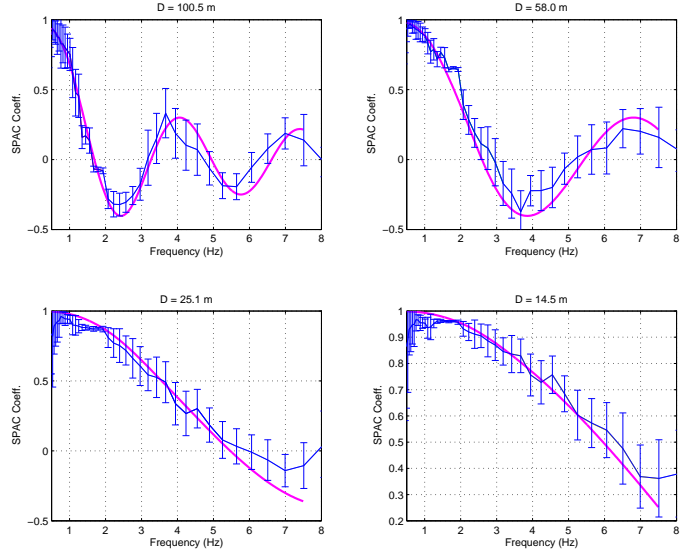 D = 100.5 m
SPAC Coeff.
1
0.5
0
−0.5
1 2 3 4 5 6 7 8
Frequency (Hz)
D = 58.0 m
SPAC Coeff.
1
0.5
0
−0.5
1 2 3 4 5 6 7 8
Frequency (Hz)
D = 25.1 m
SPAC Coeff.
1
0.5
0
−0.5
1 2 3 4 5 6 7 8
Frequency (Hz)
D = 14.5 m
SPAC Coeff.
1
0.9
0.8
0.7
0.6
0.5
0.4
0.3
0.2
1 2 3 4 5 6 7 8
Frequency (Hz)